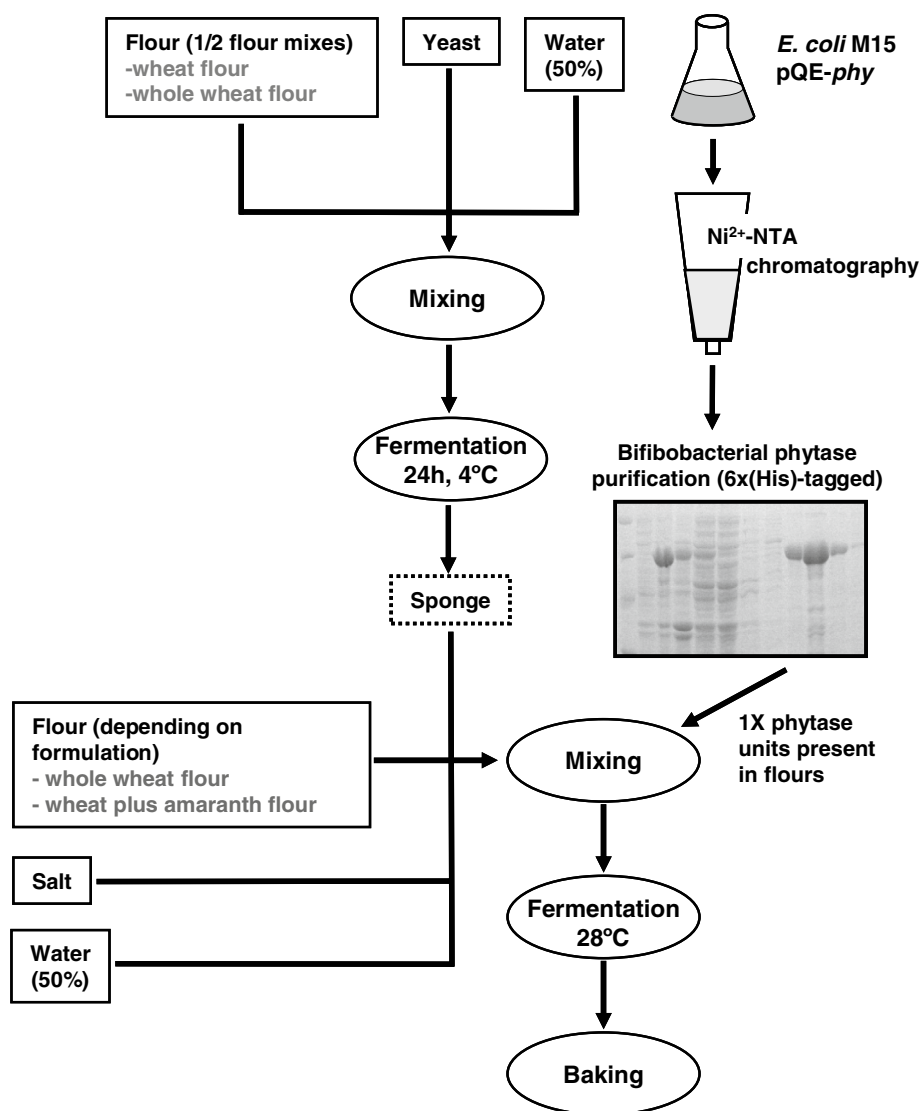 Flour (1/2 flour mixes)
-wheat flour
-whole wheat flour
Yeast
Water
(50%)
E. coli M15
pQE-phy
Ni²⁺-NTA
chromatography
Mixing
Fermentation
24h, 4ºC
Bifibobacterial phytase
purification (6x(His)-tagged)
Sponge
Flour (depending on
formulation)
- whole wheat flour
- wheat plus amaranth flour
Mixing
1X phytase
units present
in flours
Salt
Water
(50%)
Fermentation
28ºC
Baking